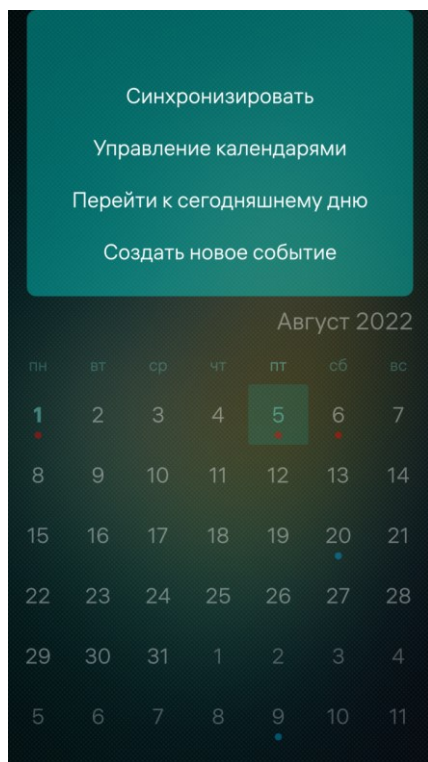 Синхронизировать
Управление календарями
Перейти к сегодняшнему дню
Создать новое событие
Август 2022
пн вт ср чт пт сб вс
1 2 3 4 5 6 7
8 9 10 11 12 13 14
15 16 17 18 19 20 21
22 23 24 25 26 27 28
29 30 31 1 2 3 4
5 6 7 8 9 10 11